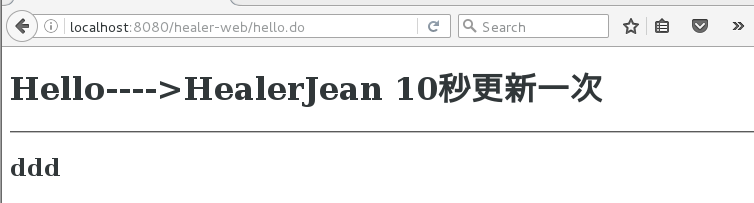 localhost:8080/healer-web/hello.do
Search
Hello---->HealerJean 10秒更新一次
ddd